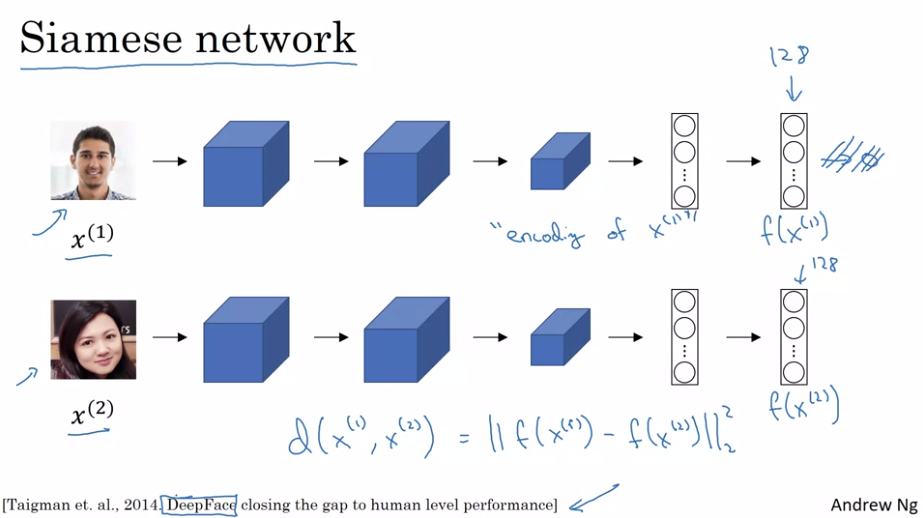 Siamese network
128
x^(1)
"encoding of x^(1)"
f(x^(1))
128
x^(2)
f(x^(2))
d(x^(1), x^(2)) = ||f(x^(1)) - f(x^(2))||_2^2
[Taigman et. al., 2014. DeepFace closing the gap to human level performance]
Andrew Ng